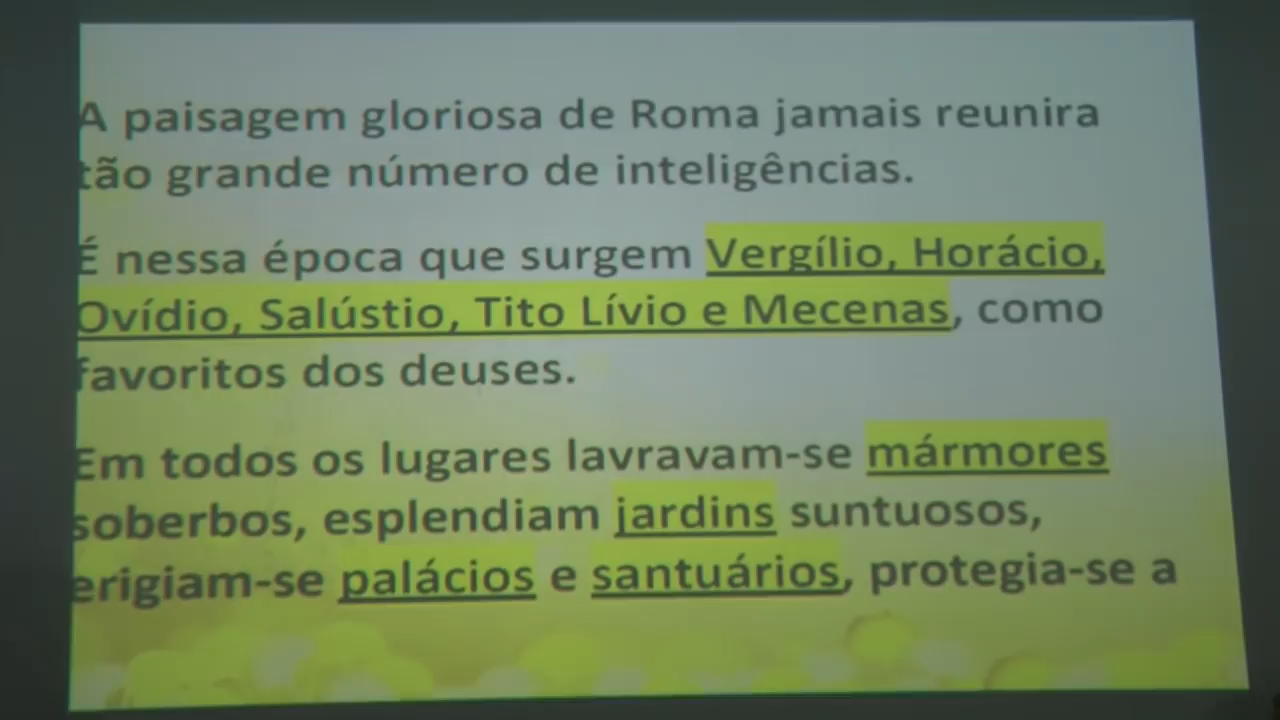 A paisagem gloriosa de Roma jamais reunira
tão grande número de inteligências.
É nessa época que surgem Vergílio, Horácio,
Ovídio, Salústio, Tito Lívio e Mecenas, como
favoritos dos deuses.
Em todos os lugares lavravam-se mármores
soberbos, esplendiam jardins suntuosos,
erigiam-se palácios e santuários, protegia-se a